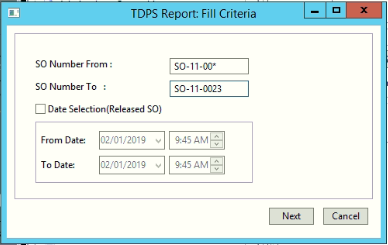 TDPS Report: Fill Criteria
SO Number From : SO-11-00*
SO Number To : SO-11-0023
Date Selection(Released SO)
From Date: 02/01/2019 9:45 AM
To Date: 02/01/2019 9:45 AM
Next Cancel